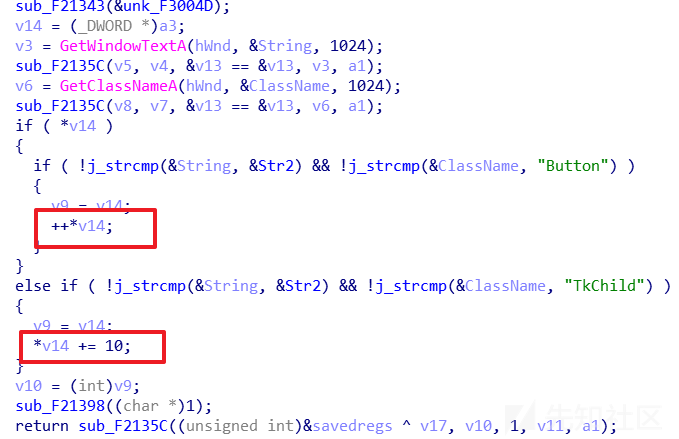 sub_F21343(&unk_F3004D);
v14 = (_DWORD *)a3;
v3 = GetWindowTextA(hWnd, &String, 1024);
sub_F2135C(v5, v4, &v13 == &v13, v3, a1);
v6 = GetClassNameA(hWnd, &ClassName, 1024);
sub_F2135C(v8, v7, &v13 == &v13, v6, a1);
if ( *v14 )
{
if ( !j_strcmp(&String, &Str2) && !j_strcmp(&ClassName, "Button") )
{
v9 = v14;
++*v14;
}
}
else if ( !j_strcmp(&String, &Str2) && !j_strcmp(&ClassName, "TkChild") )
{
v9 = v14;
*v14 += 10;
}
v10 = (int)v9;
sub_F21398((char *)1);
return sub_F2135C((unsigned int)&savedregs ^ v17, v10, 1, v11, a1);
先知社区